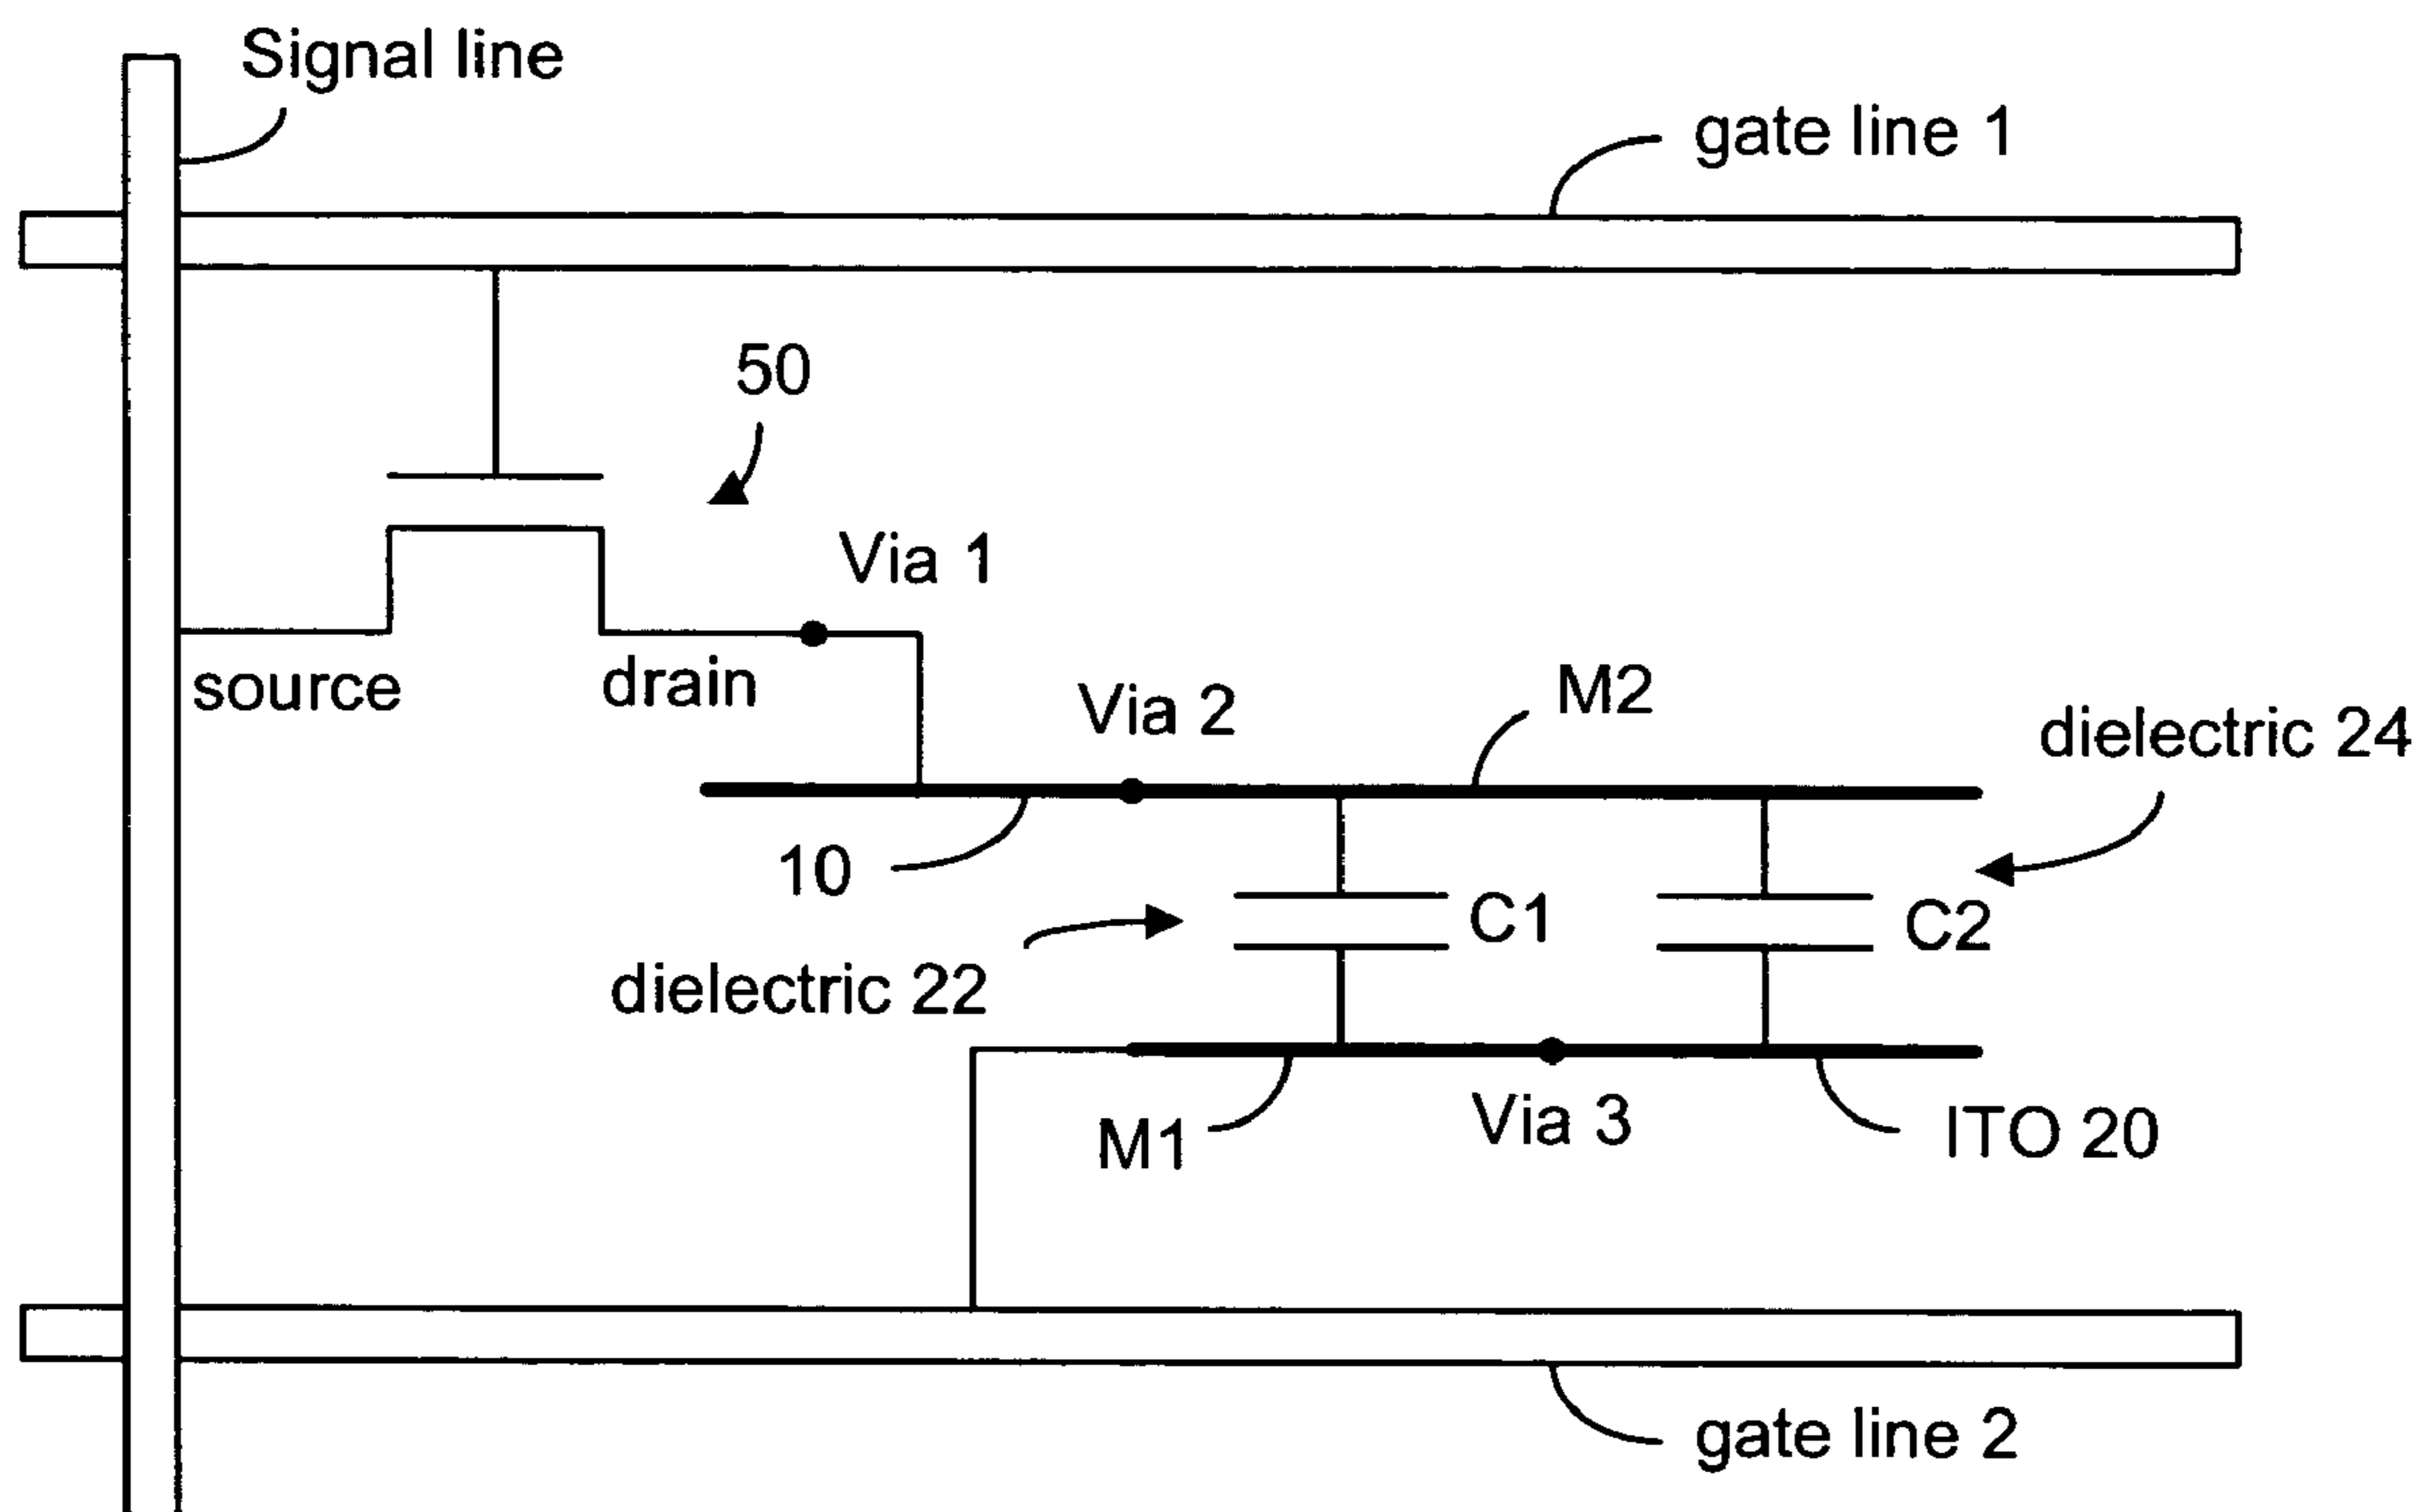 Signal line
gate line 1
50
Via 1
source
drain
Via 2
M2
dielectric 24
10
C1
C2
dielectric 22
M1
Via 3
ITO 20
gate line 2